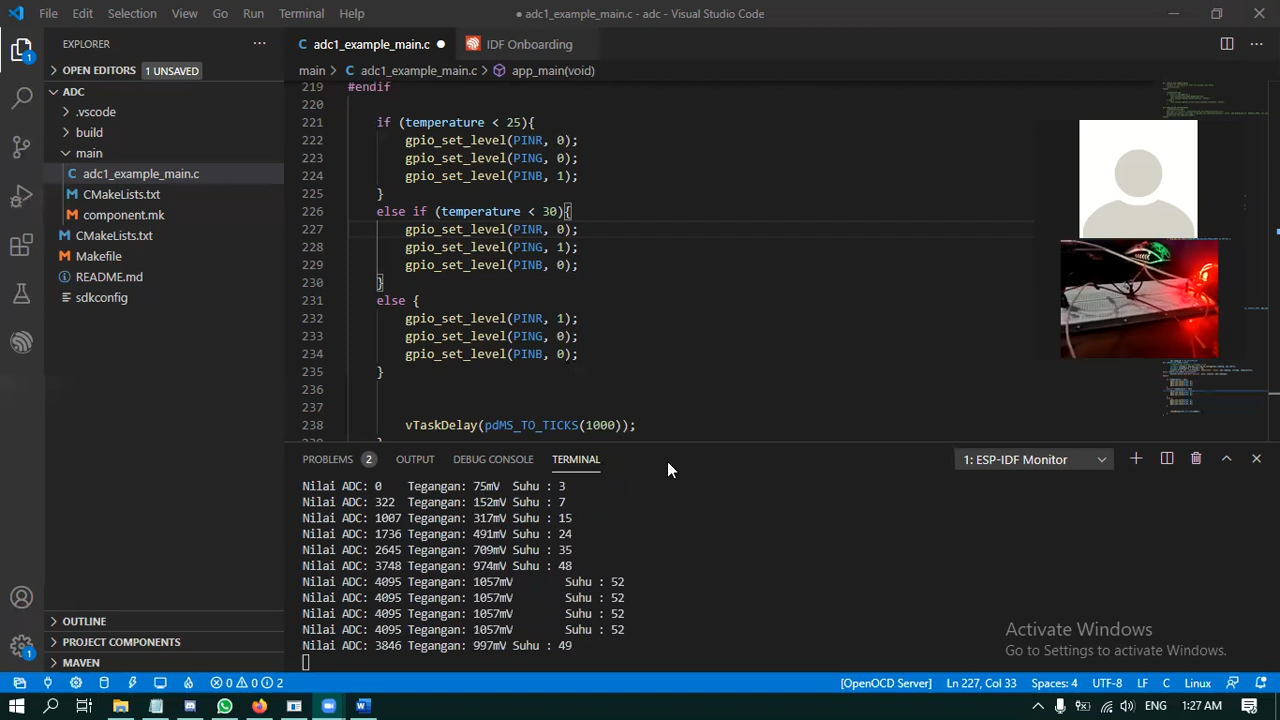 File Edit Selection View Go Run Terminal Help
● adc1_example_main.c - adc - Visual Studio Code
EXPLORER
adc1_example_main.c
IDF Onboarding
OPEN EDITORS 1 UNSAVED
main > adc1_example_main.c > app_main(void)
ADC
.vscode
build
main
adc1_example_main.c
CMakeLists.txt
component.mk
CMakeLists.txt
Makefile
README.md
sdkconfig
OUTLINE
PROJECT COMPONENTS
MAVEN
219 #endif
220
221 if (temperature < 25){
222 gpio_set_level(PINR, 0);
223 gpio_set_level(PING, 0);
224 gpio_set_level(PINB, 1);
225 }
226 else if (temperature < 30){
227 gpio_set_level(PINR, 0);
228 gpio_set_level(PING, 1);
229 gpio_set_level(PINB, 0);
230 }
231 else {
232 gpio_set_level(PINR, 1);
233 gpio_set_level(PING, 0);
234 gpio_set_level(PINB, 0);
235 }
236
237
238 vTaskDelay(pdMS_TO_TICKS(1000));
239 }
PROBLEMS 2 OUTPUT DEBUG CONSOLE TERMINAL
1: ESP-IDF Monitor
Nilai ADC: 0 Tegangan: 75mV Suhu : 3
Nilai ADC: 322 Tegangan: 152mV Suhu : 7
Nilai ADC: 1007 Tegangan: 317mV Suhu : 15
Nilai ADC: 1736 Tegangan: 491mV Suhu : 24
Nilai ADC: 2645 Tegangan: 709mV Suhu : 35
Nilai ADC: 3748 Tegangan: 974mV Suhu : 48
Nilai ADC: 4095 Tegangan: 1057mV Suhu : 52
Nilai ADC: 4095 Tegangan: 1057mV Suhu : 52
Nilai ADC: 4095 Tegangan: 1057mV Suhu : 52
Nilai ADC: 4095 Tegangan: 1057mV Suhu : 52
Nilai ADC: 3846 Tegangan: 997mV Suhu : 49
Activate Windows
Go to Settings to activate Windows.
1
1
0 0 2
[OpenOCD Server] Ln 227, Col 33 Spaces: 4 UTF-8 LF C Linux
ENG 1:27 AM